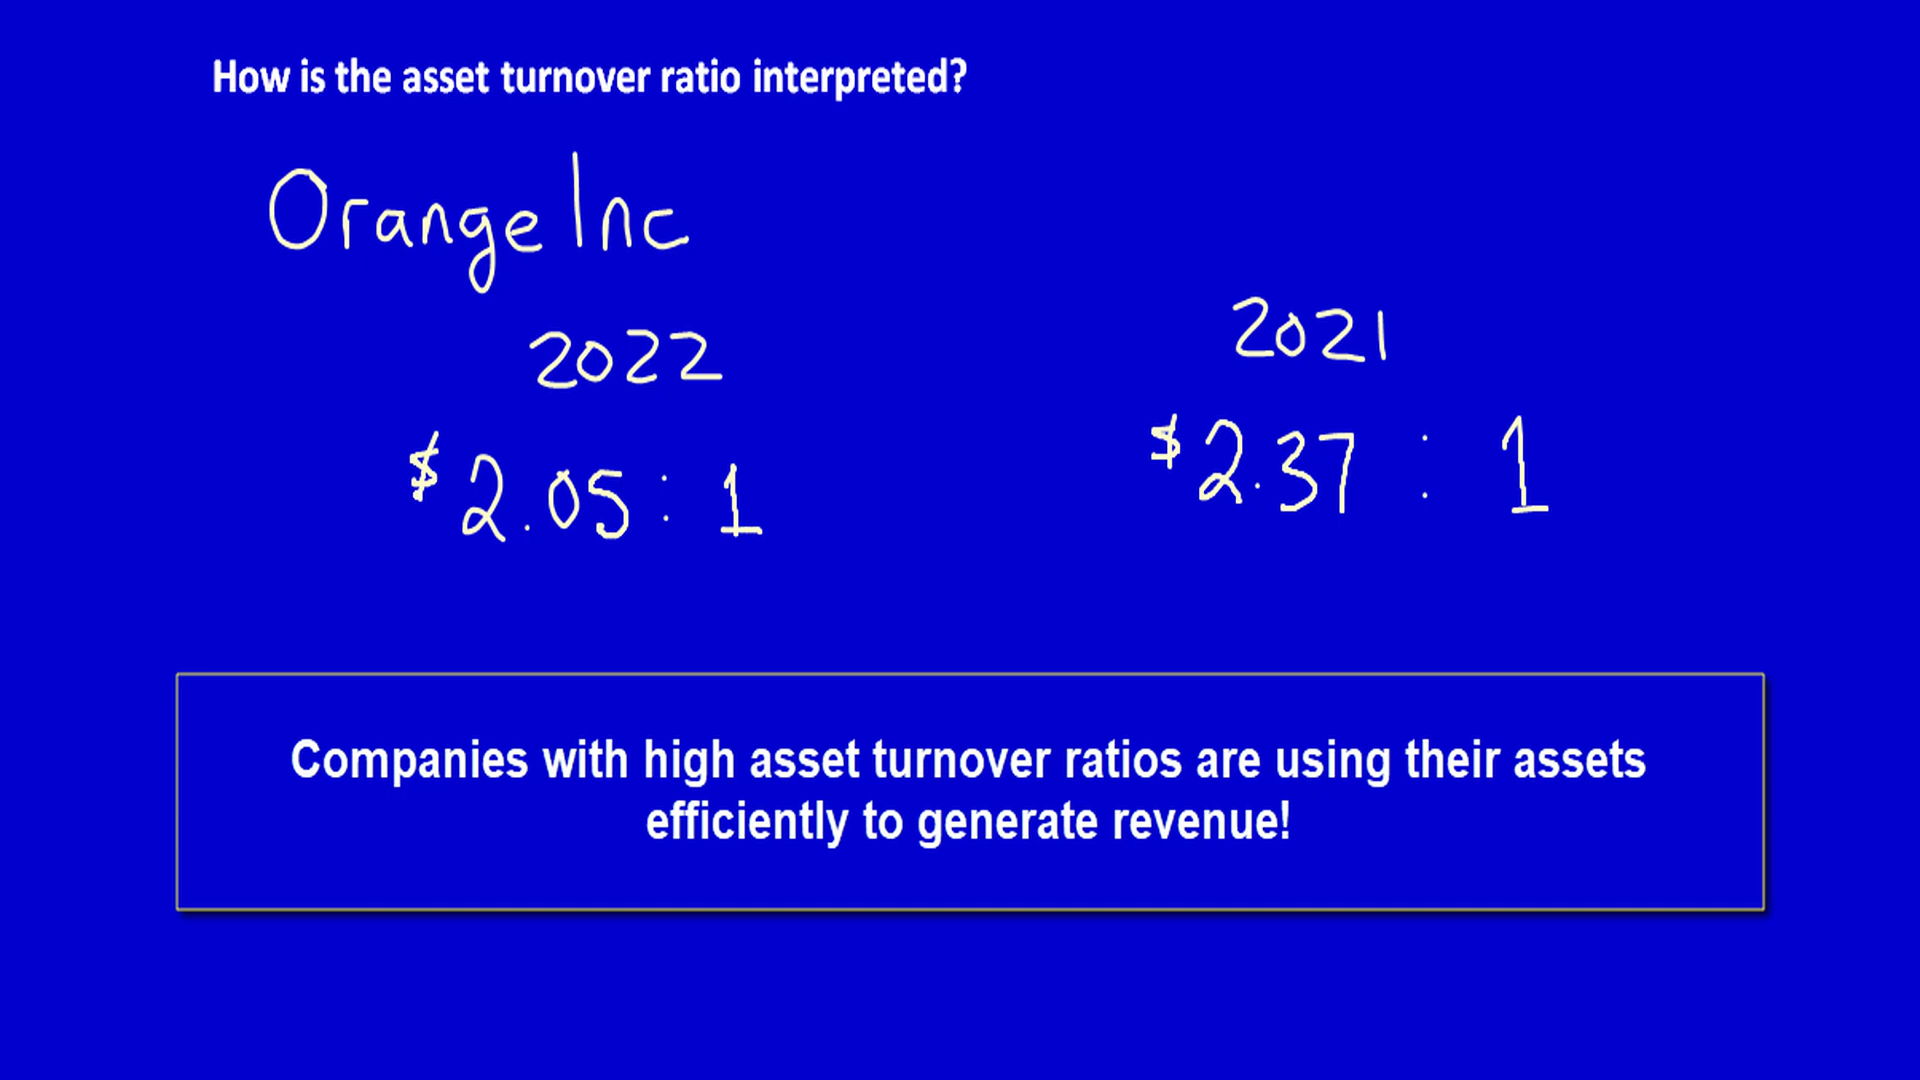 How is the asset turnover ratio interpreted?
Orange Inc
2022
2021
$2.05 : 1
$2.37 : 1
Companies with high asset turnover ratios are using their assets
efficiently to generate revenue!